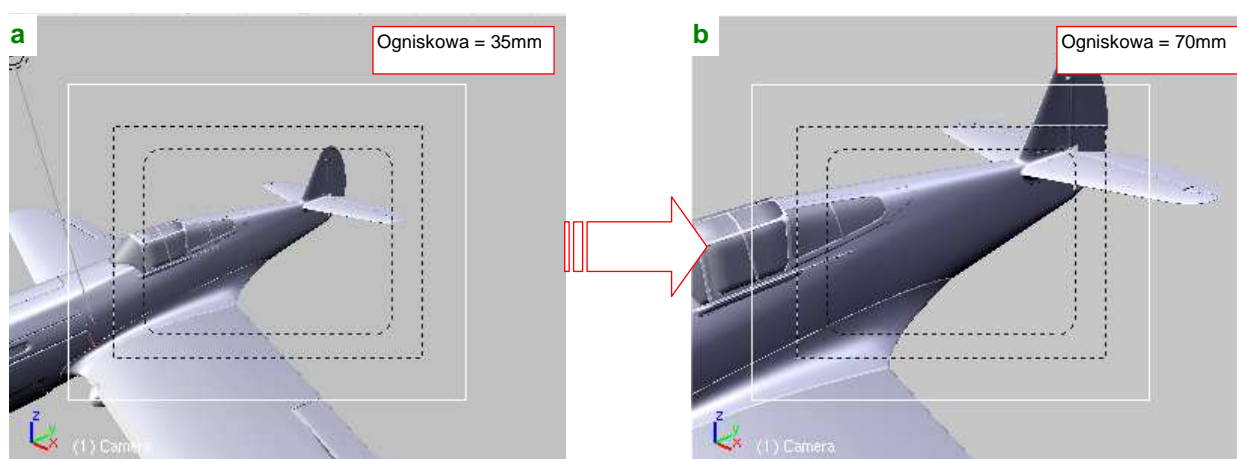 a
Ogniskowa = 35mm
z
y
x
(1) Camera
b
Ogniskowa = 70mm
z
y
x
(1) Camera